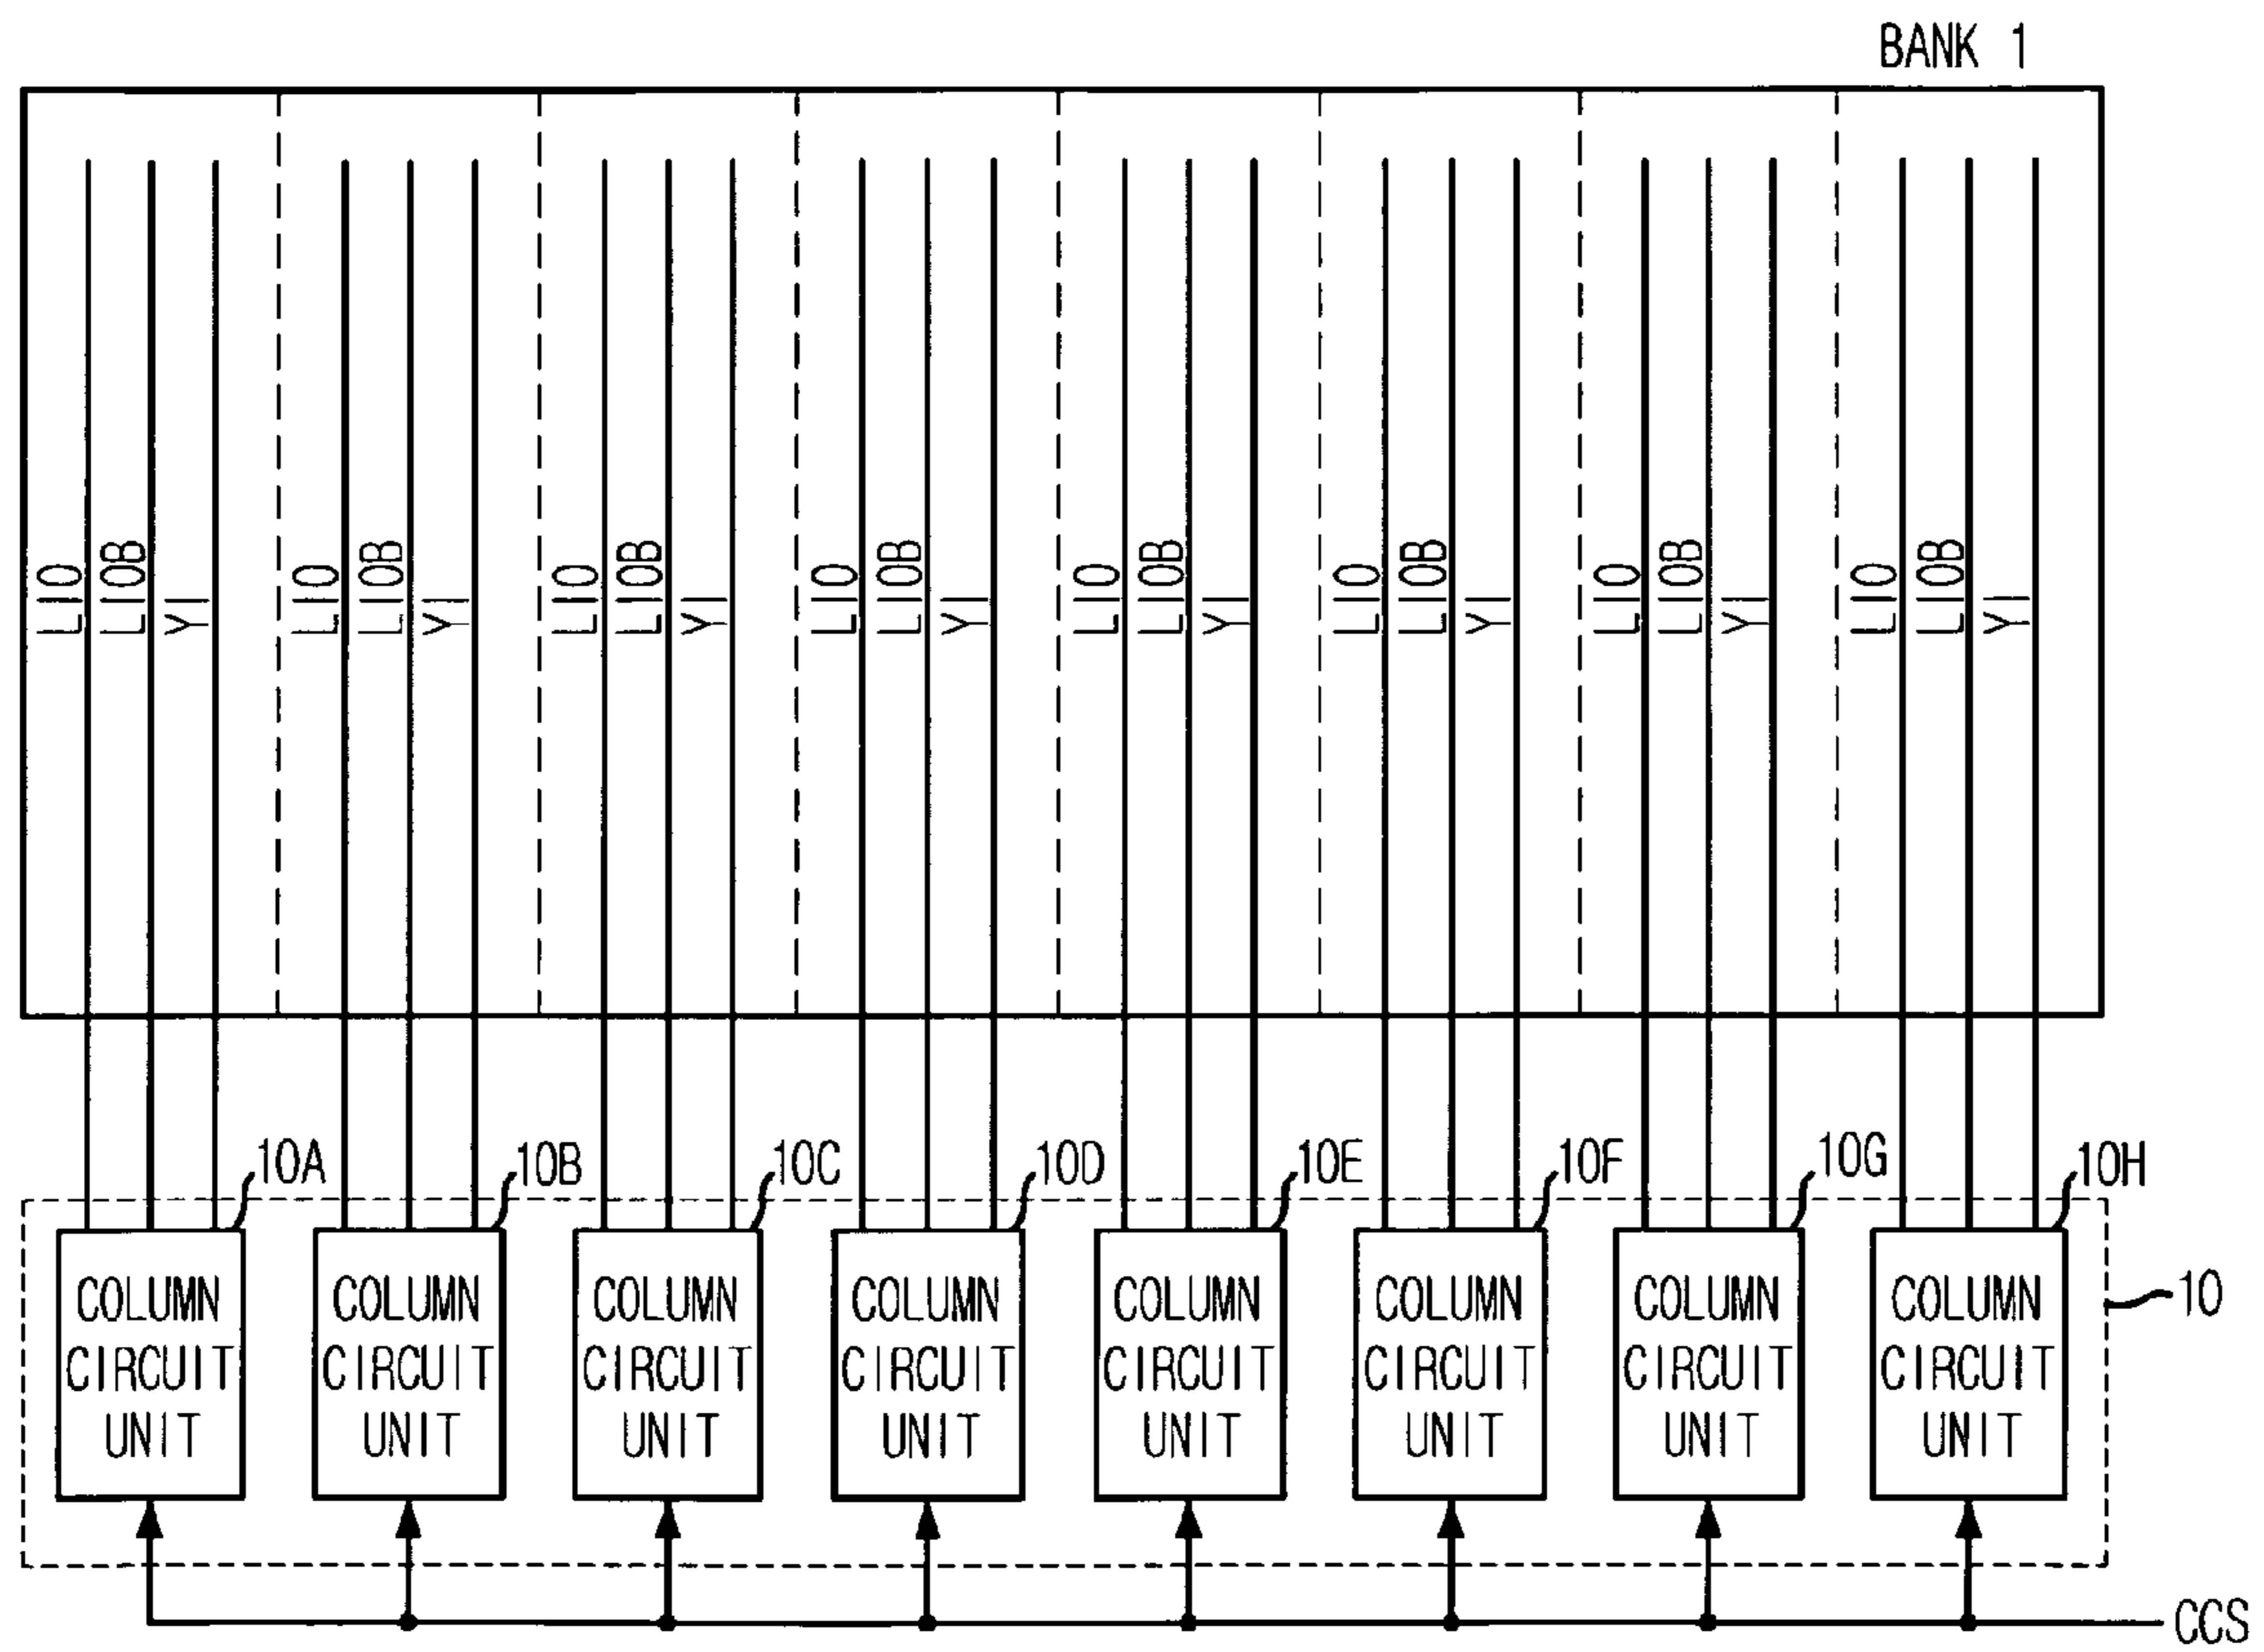 BANK 1
LIO LIOB YI LIO LIOB YI LIO LIOB YI LIO LIOB YI LIO LIOB YI LIO LIOB YI LIO LIOB YI LIO LIOB YI
10A 10B 10C 10D 10E 10F 10G 10H
COLUMN COLUMN COLUMN COLUMN COLUMN COLUMN COLUMN COLUMN 10
CIRCUIT CIRCUIT CIRCUIT CIRCUIT CIRCUIT CIRCUIT CIRCUIT CIRCUIT
UNIT UNIT UNIT UNIT UNIT UNIT UNIT UNIT
CCS